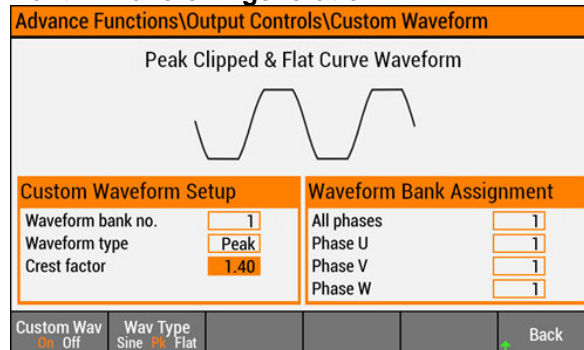 Advance Functions\Output Controls\Custom Waveform
Peak Clipped & Flat Curve Waveform
Custom Waveform Setup
Waveform bank no. 1
Waveform type Peak
Crest factor 1.40
Waveform Bank Assignment
All phases 1
Phase U 1
Phase V 1
Phase W 1
Custom Wav
On Off
Wav Type
Sine Pk Flat
Back